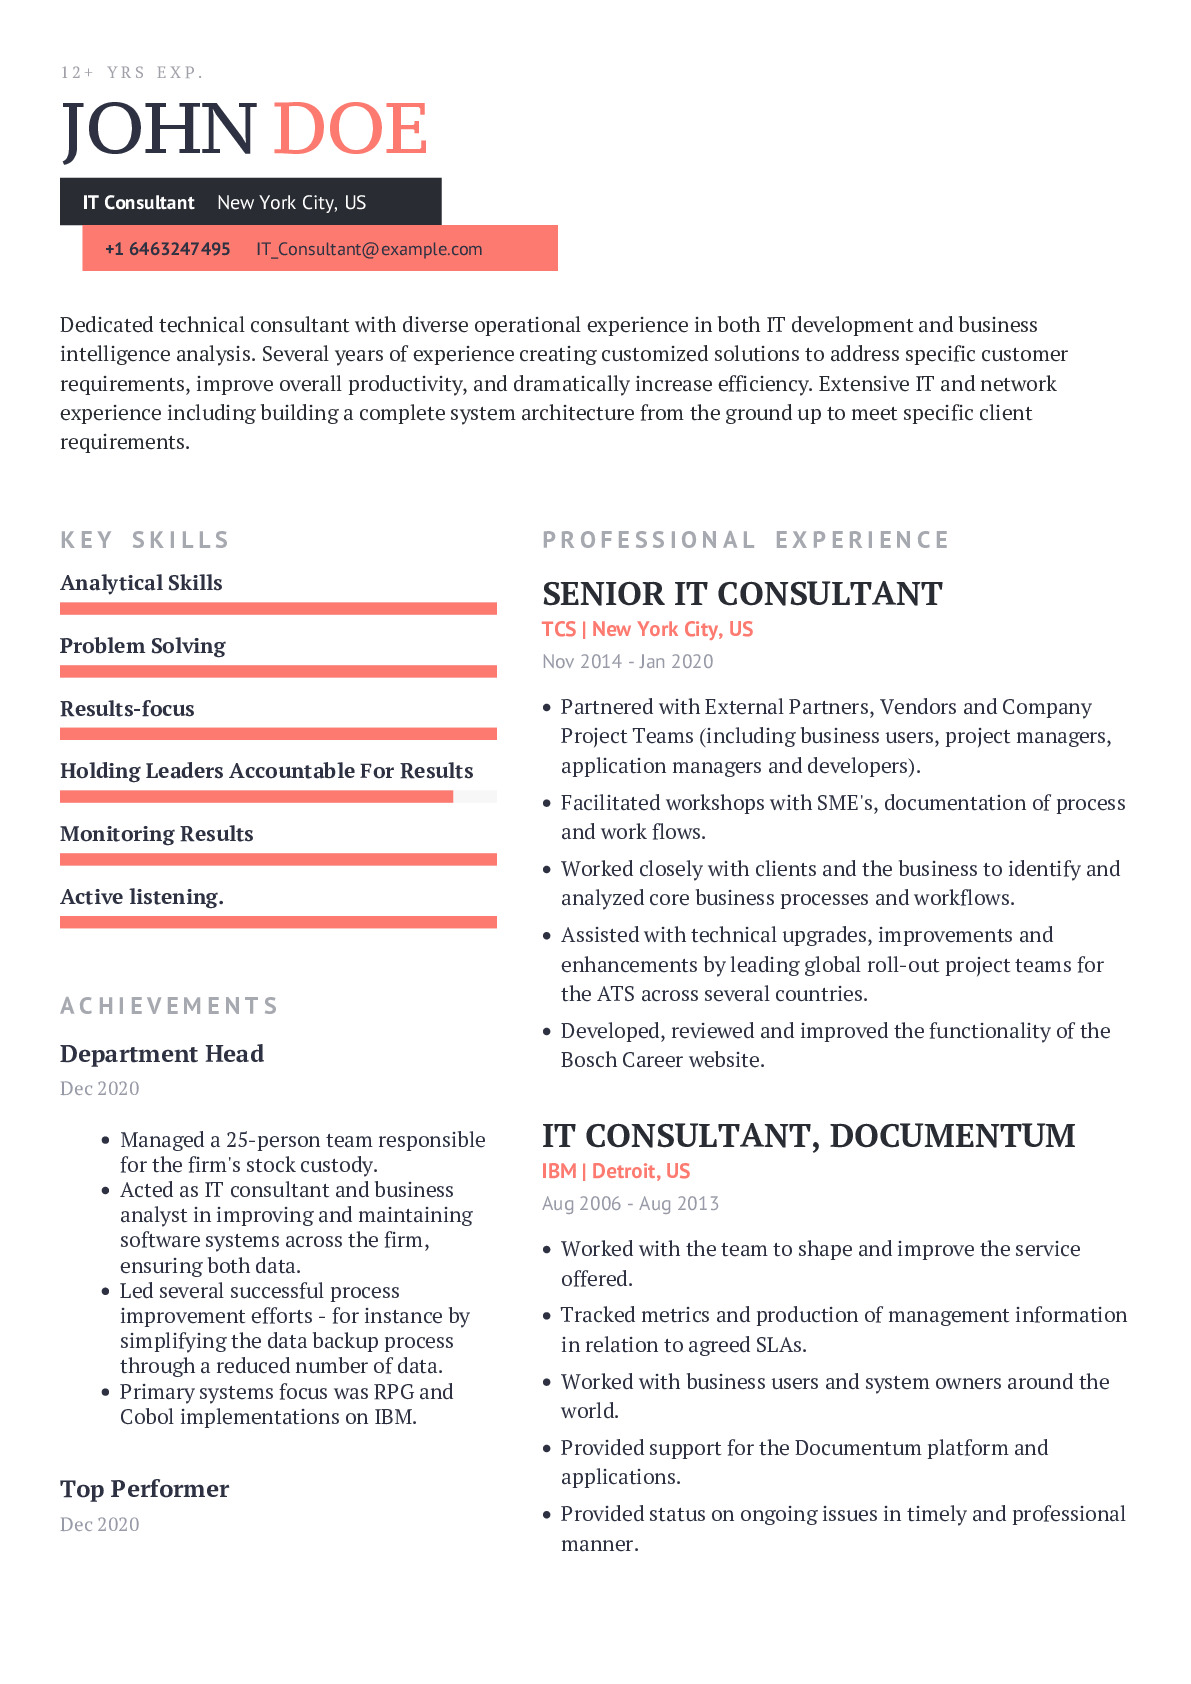 12+ YRS EXP.
JOHN DOE
IT Consultant New York City, US
+1 6463247495 IT_Consultant@example.com
Dedicated technical consultant with diverse operational experience in both IT development and business
intelligence analysis. Several years of experience creating customized solutions to address specific customer
requirements, improve overall productivity, and dramatically increase efficiency. Extensive IT and network
experience including building a complete system architecture from the ground up to meet specific client
requirements.
KEY SKILLS
Analytical Skills
Problem Solving
Results-focus
Holding Leaders Accountable For Results
Monitoring Results
Active listening.
ACHIEVEMENTS
Department Head
Dec 2020
• Managed a 25-person team responsible
for the firm's stock custody.
• Acted as IT consultant and business
analyst in improving and maintaining
software systems across the firm,
ensuring both data.
• Led several successful process
improvement efforts - for instance by
simplifying the data backup process
through a reduced number of data.
• Primary systems focus was RPG and
Cobol implementations on IBM.
Top Performer
Dec 2020
PROFESSIONAL EXPERIENCE
SENIOR IT CONSULTANT
TCS | New York City, US
Nov 2014 - Jan 2020
• Partnered with External Partners, Vendors and Company
Project Teams (including business users, project managers,
application managers and developers).
• Facilitated workshops with SME's, documentation of process
and work flows.
• Worked closely with clients and the business to identify and
analyzed core business processes and workflows.
• Assisted with technical upgrades, improvements and
enhancements by leading global roll-out project teams for
the ATS across several countries.
• Developed, reviewed and improved the functionality of the
Bosch Career website.
IT CONSULTANT, DOCUMENTUM
IBM | Detroit, US
Aug 2006 - Aug 2013
• Worked with the team to shape and improve the service
offered.
• Tracked metrics and production of management information
in relation to agreed SLAs.
• Worked with business users and system owners around the
world.
• Provided support for the Documentum platform and
applications.
• Provided status on ongoing issues in timely and professional
manner.